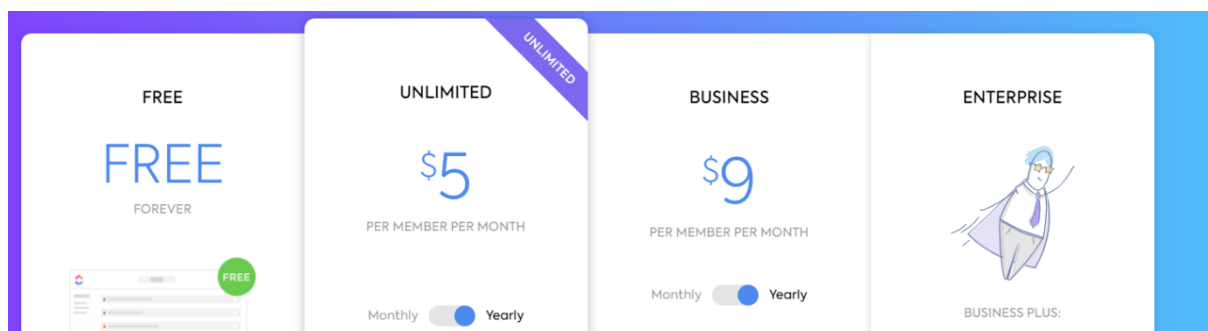 FREE
FREE
FOREVER
FREE
UNLIMITED
UNLIMITED
$5
PER MEMBER PER MONTH
Monthly Yearly
BUSINESS
$9
PER MEMBER PER MONTH
Monthly Yearly
ENTERPRISE
BUSINESS PLUS: